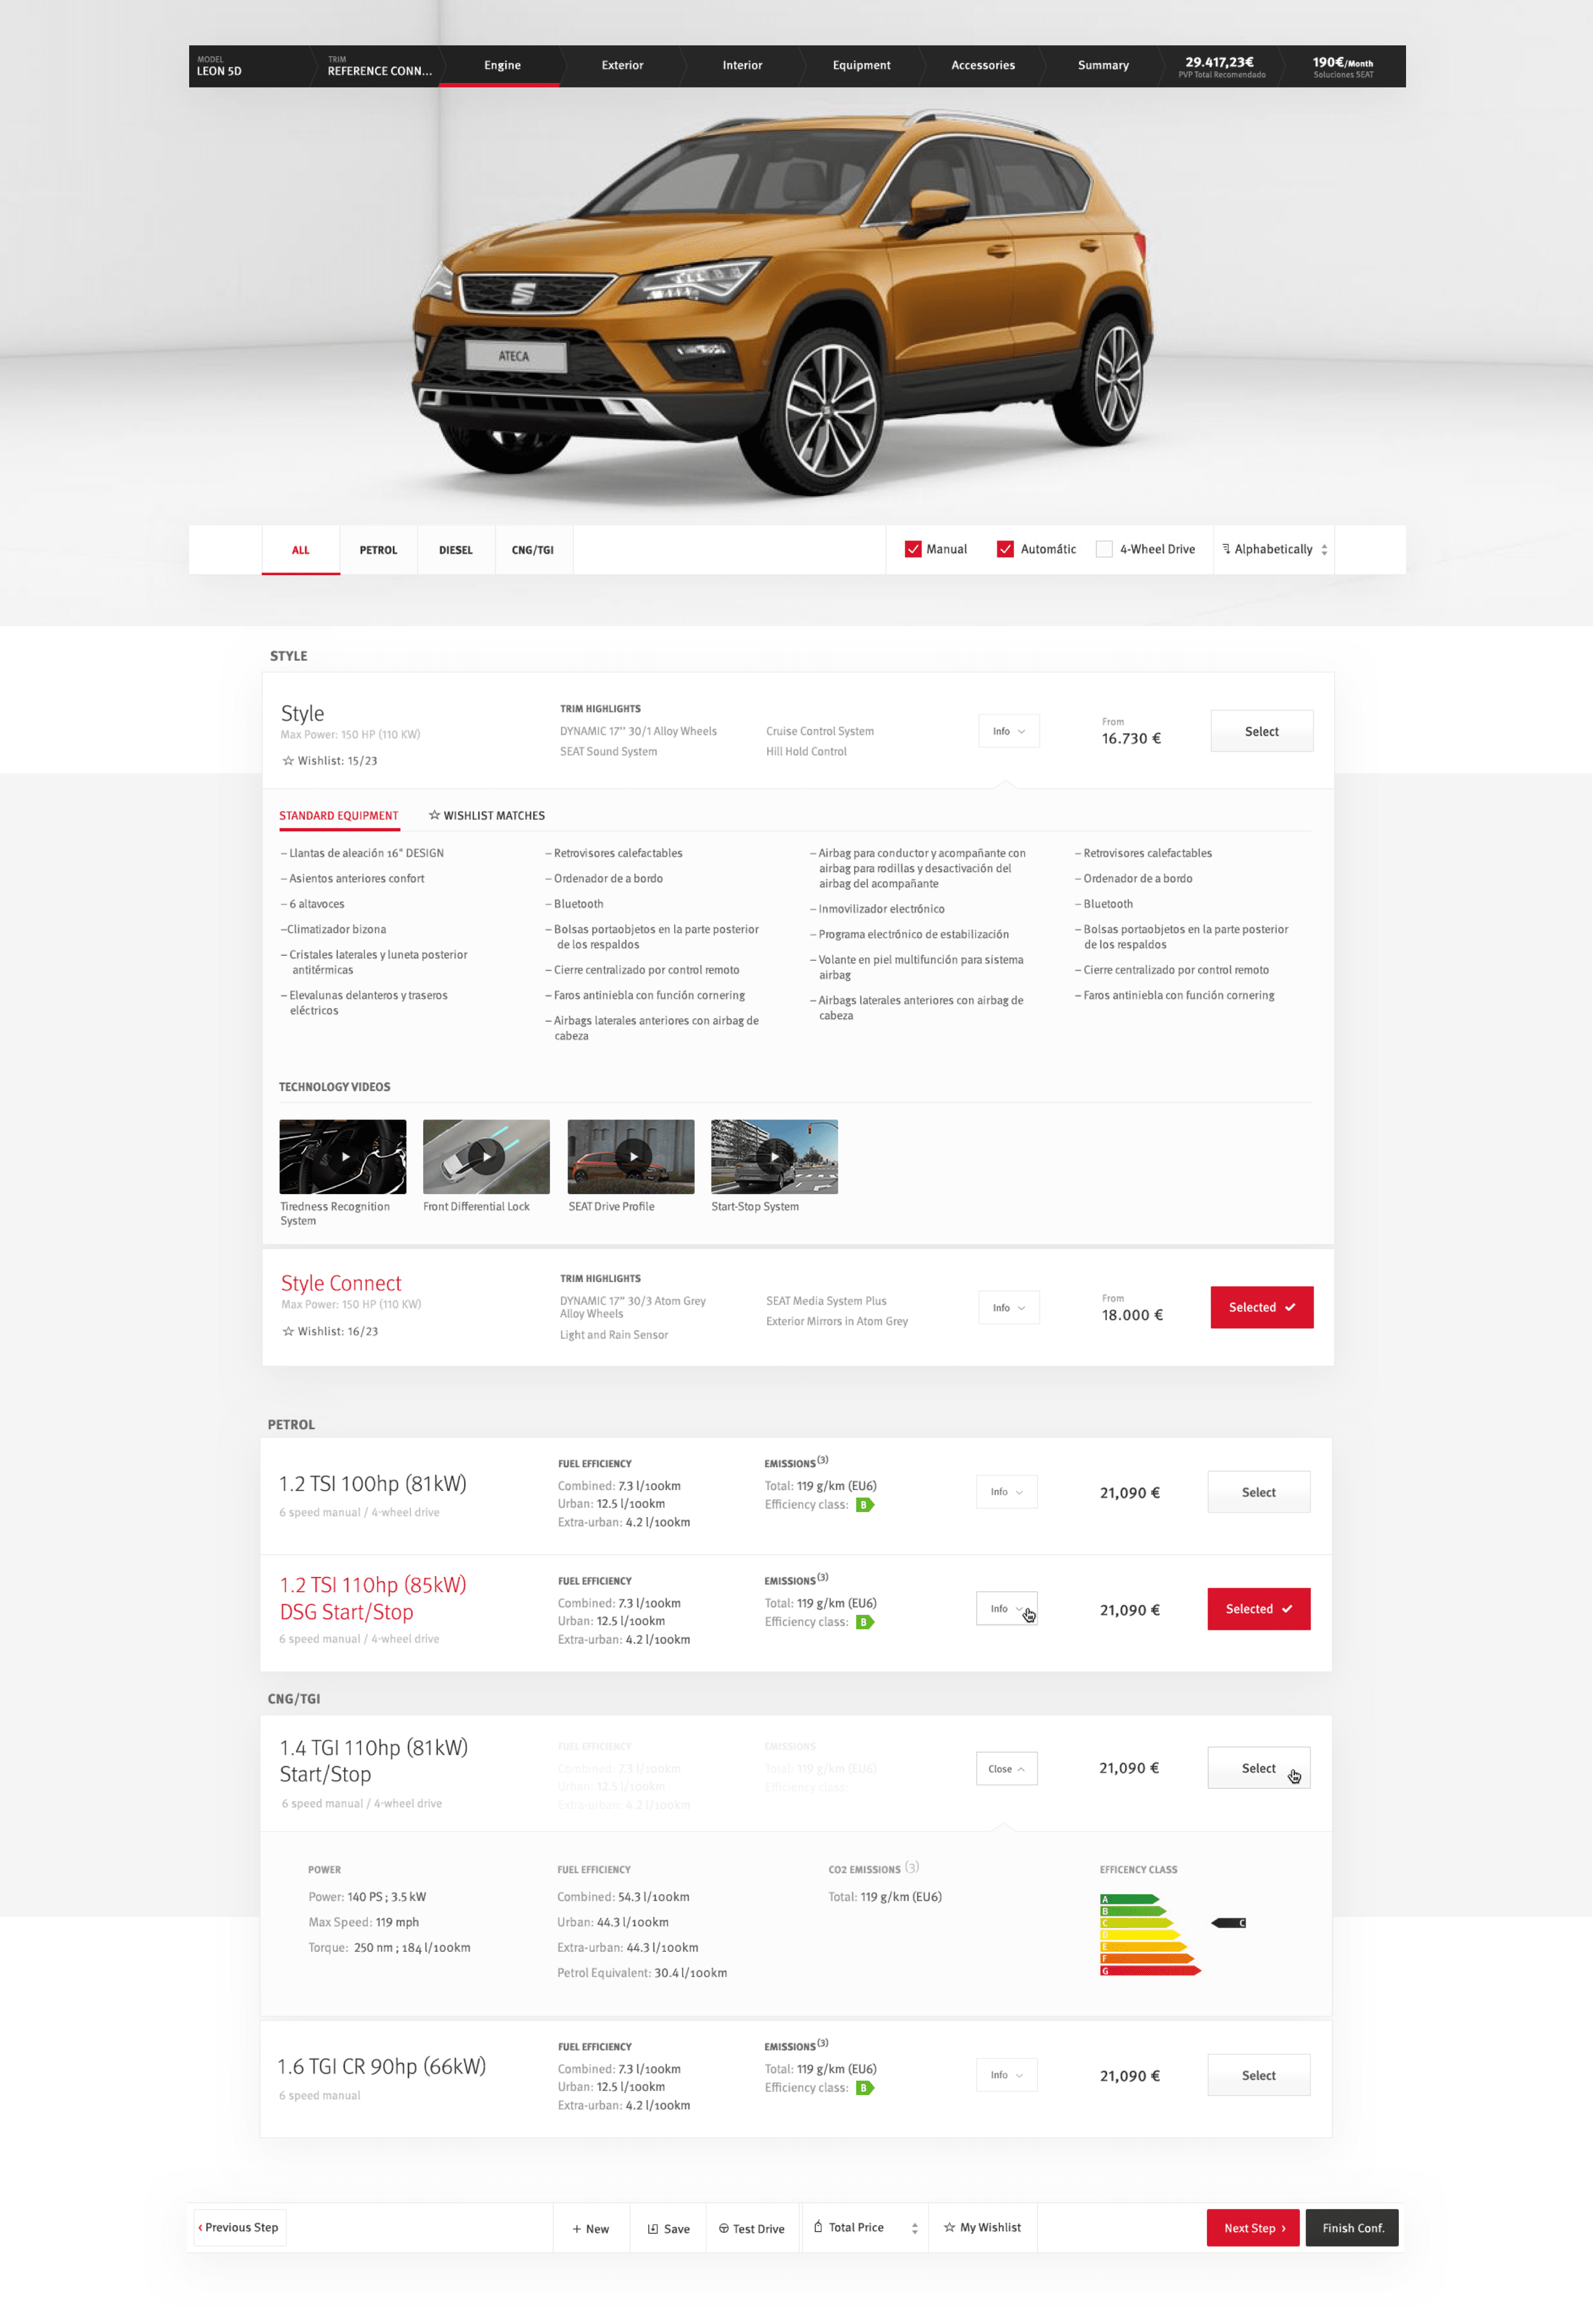 MODEL
LEON 5D
TRIM
REFERENCE CONN...
Engine
Exterior
Interior
Equipment
Accessories
Summary
29.417,23€
PVP Total Recomendado
190€/Month
Soluciones SEAT
ATECA
ALL
PETROL
DIESEL
CNG/TGI
Manual
Automátic
4-Wheel Drive
Alphabetically
STYLE
Style
Max Power: 150 HP (110 KW)
Wishlist: 15/23
TRIM HIGHLIGHTS
DYNAMIC 17'' 30/1 Alloy Wheels
SEAT Sound System
Cruise Control System
Hill Hold Control
Info
From
16.730 €
Select
STANDARD EQUIPMENT
WISHLIST MATCHES
– Llantas de aleación 16" DESIGN
– Asientos anteriores confort
– 6 altavoces
–Climatizador bizona
– Cristales laterales y luneta posterior
antitérmicas
– Elevalunas delanteros y traseros
eléctricos
– Retrovisores calefactables
– Ordenador de a bordo
– Bluetooth
– Bolsas portaobjetos en la parte posterior
de los respaldos
– Cierre centralizado por control remoto
– Faros antiniebla con función cornering
– Airbags laterales anteriores con airbag de
cabeza
– Airbag para conductor y acompañante con
airbag para rodillas y desactivación del
airbag del acompañante
– Inmovilizador electrónico
– Programa electrónico de estabilización
– Volante en piel multifunción para sistema
airbag
– Airbags laterales anteriores con airbag de
cabeza
– Retrovisores calefactables
– Ordenador de a bordo
– Bluetooth
– Bolsas portaobjetos en la parte posterior
de los respaldos
– Cierre centralizado por control remoto
– Faros antiniebla con función cornering
TECHNOLOGY VIDEOS
Tiredness Recognition
System
Front Differential Lock
SEAT Drive Profile
Start-Stop System
Style Connect
Max Power: 150 HP (110 KW)
Wishlist: 16/23
TRIM HIGHLIGHTS
DYNAMIC 17" 30/3 Atom Grey
Alloy Wheels
Light and Rain Sensor
SEAT Media System Plus
Exterior Mirrors in Atom Grey
Info
From
18.000 €
Selected
PETROL
1.2 TSI 100hp (81kW)
6 speed manual / 4-wheel drive
FUEL EFFICIENCY
Combined: 7.3 l/100km
Urban: 12.5 l/100km
Extra-urban: 4.2 l/100km
EMISSIONS (3)
Total: 119 g/km (EU6)
Efficiency class: B
Info
21,090 €
Select
1.2 TSI 110hp (85kW)
DSG Start/Stop
6 speed manual / 4-wheel drive
FUEL EFFICIENCY
Combined: 7.3 l/100km
Urban: 12.5 l/100km
Extra-urban: 4.2 l/100km
EMISSIONS (3)
Total: 119 g/km (EU6)
Efficiency class: B
Info
21,090 €
Selected
CNG/TGI
1.4 TGI 110hp (81kW)
Start/Stop
6 speed manual / 4-wheel drive
FUEL EFFICIENCY
Combined: 7.3 l/100km
Urban: 12.5 l/100km
Extra-urban: 4.2 l/100km
EMISSIONS
Total: 119 g/km (EU6)
Efficiency class:
Close
21,090 €
Select
POWER
Power: 140 PS ; 3.5 kW
Max Speed: 119 mph
Torque: 250 nm ; 184 l/100km
FUEL EFFICIENCY
Combined: 54.3 l/100km
Urban: 44.3 l/100km
Extra-urban: 44.3 l/100km
Petrol Equivalent: 30.4 l/100km
CO2 EMISSIONS (3)
Total: 119 g/km (EU6)
EFFICENCY CLASS
A
B
C
D
E
F
G
C
1.6 TGI CR 90hp (66kW)
6 speed manual
FUEL EFFICIENCY
Combined: 7.3 l/100km
Urban: 12.5 l/100km
Extra-urban: 4.2 l/100km
EMISSIONS (3)
Total: 119 g/km (EU6)
Efficiency class: B
Info
21,090 €
Select
‹ Previous Step
+ New
Save
Test Drive
Total Price
My Wishlist
Next Step ›
Finish Conf.